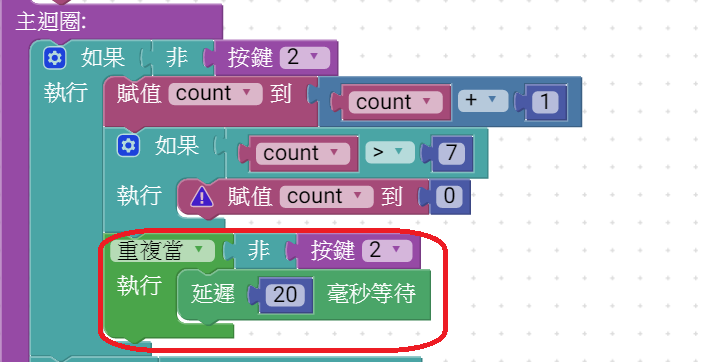 主迴圈:
如果 非 按鍵 2
執行 賦值 count 到 count + 1
如果 count > 7
執行 賦值 count 到 0
重複當 非 按鍵 2
執行 延遲 20 毫秒等待